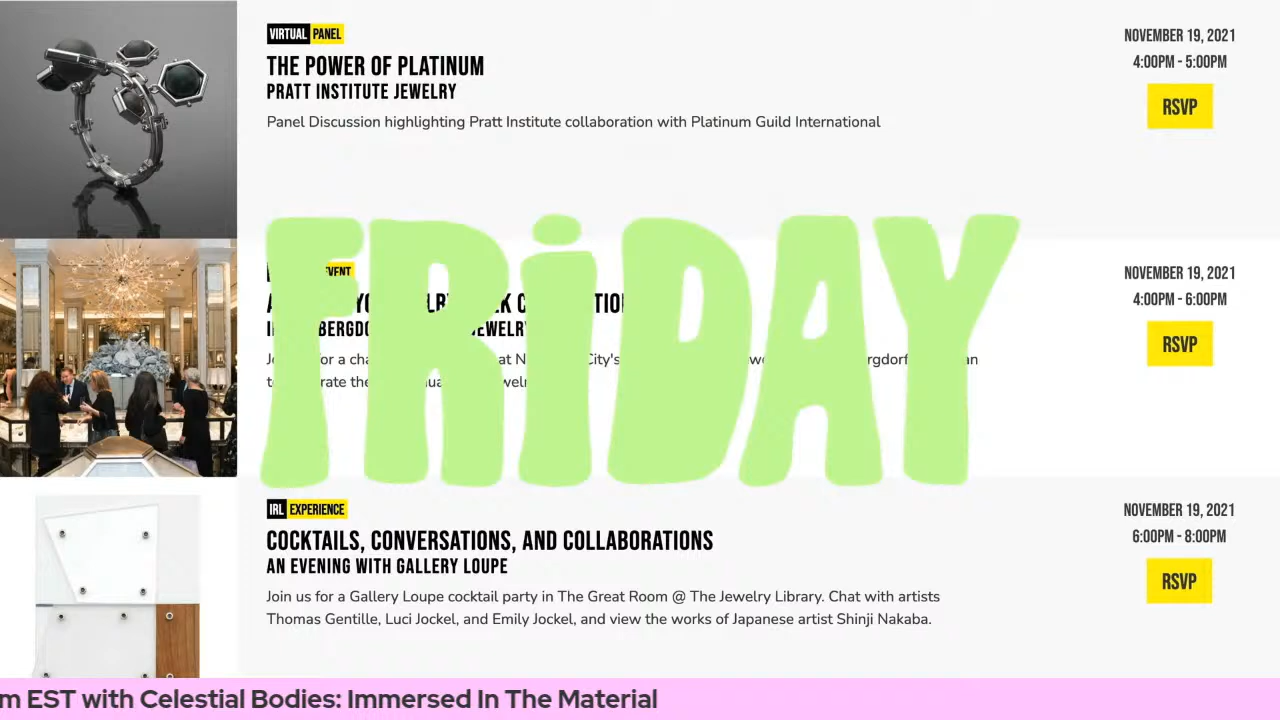 VIRTUAL PANEL
THE POWER OF PLATINUM
PRATT INSTITUTE JEWELRY
Panel Discussion highlighting Pratt Institute collaboration with Platinum Guild International
NOVEMBER 19, 2021
4:00PM - 5:00PM
RSVP
FRiDAY
EVENT
NOVEMBER 19, 2021
4:00PM - 6:00PM
RSVP
IRL EXPERIENCE
COCKTAILS, CONVERSATIONS, AND COLLABORATIONS
AN EVENING WITH GALLERY LOUPE
Join us for a Gallery Loupe cocktail party in The Great Room @ The Jewelry Library. Chat with artists
Thomas Gentille, Luci Jockel, and Emily Jockel, and view the works of Japanese artist Shinji Nakaba.
NOVEMBER 19, 2021
6:00PM - 8:00PM
RSVP
m EST with Celestial Bodies: Immersed In The Material